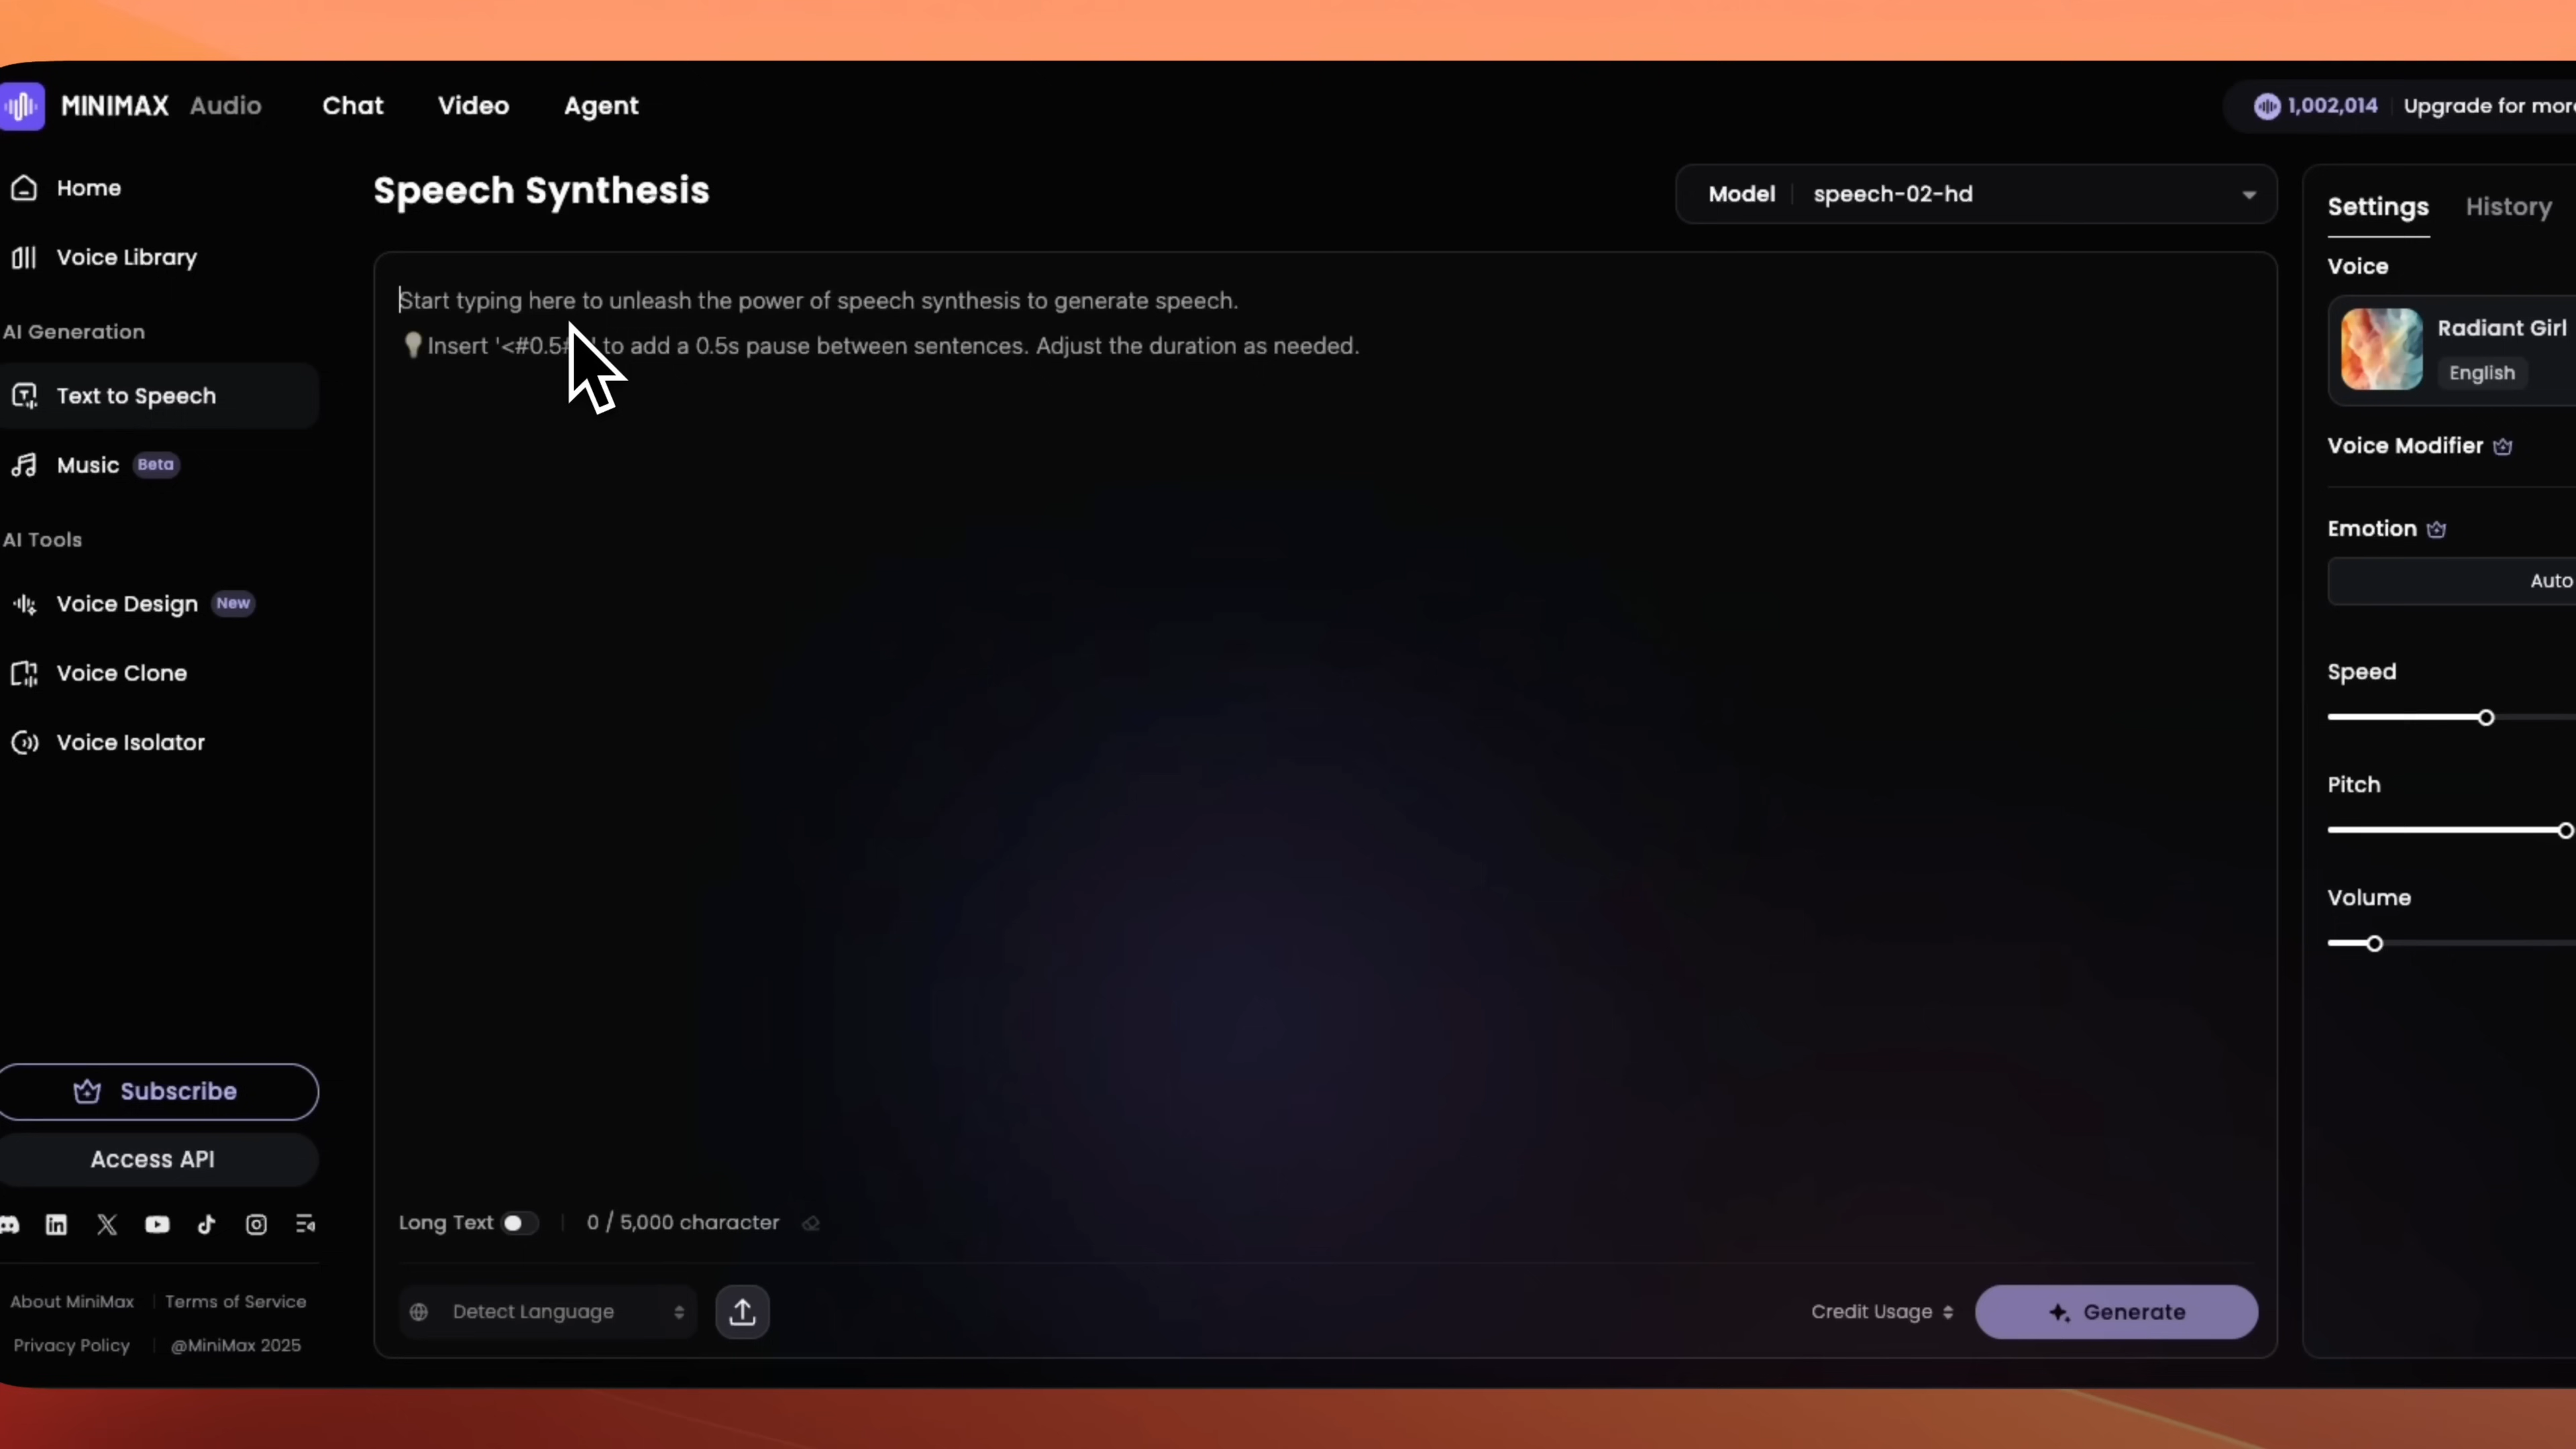 MINIMAX Audio
Chat
Video
Agent
1,002,014
Upgrade for more
Home
Voice Library
AI Generation
Text to Speech
Music Beta
AI Tools
Voice Design New
Voice Clone
Voice Isolator
Subscribe
Access API
About MiniMax
Terms of Service
Privacy Policy
@MiniMax 2025
Speech Synthesis
Model speech-02-hd
Start typing here to unleash the power of speech synthesis to generate speech.
Insert '<#0.5 to add a 0.5s pause between sentences. Adjust the duration as needed.
Long Text
0 / 5,000 character
Detect Language
Credit Usage
Generate
Settings
History
Voice
Radiant Girl
English
Voice Modifier
Emotion
Auto
Speed
Pitch
Volume